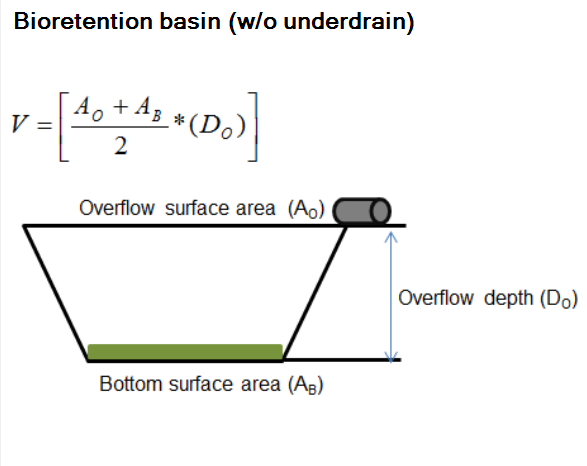 Bioretention basin (w/o underdrain)
V = [ (A_O + A_B) / 2 * (D_O) ]
Overflow surface area (A_O)
Overflow depth (D_O)
Bottom surface area (A_B)